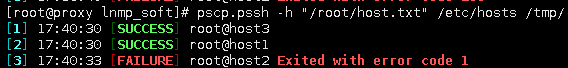 [root@proxy lnmp_soft]# pscp.pssh -h "/root/host.txt" /etc/hosts /tmp/
[1] 17:40:30 [SUCCESS] root@host3
[2] 17:40:30 [SUCCESS] root@host1
[3] 17:40:33 [FAILURE] root@host2 Exited with error code 1